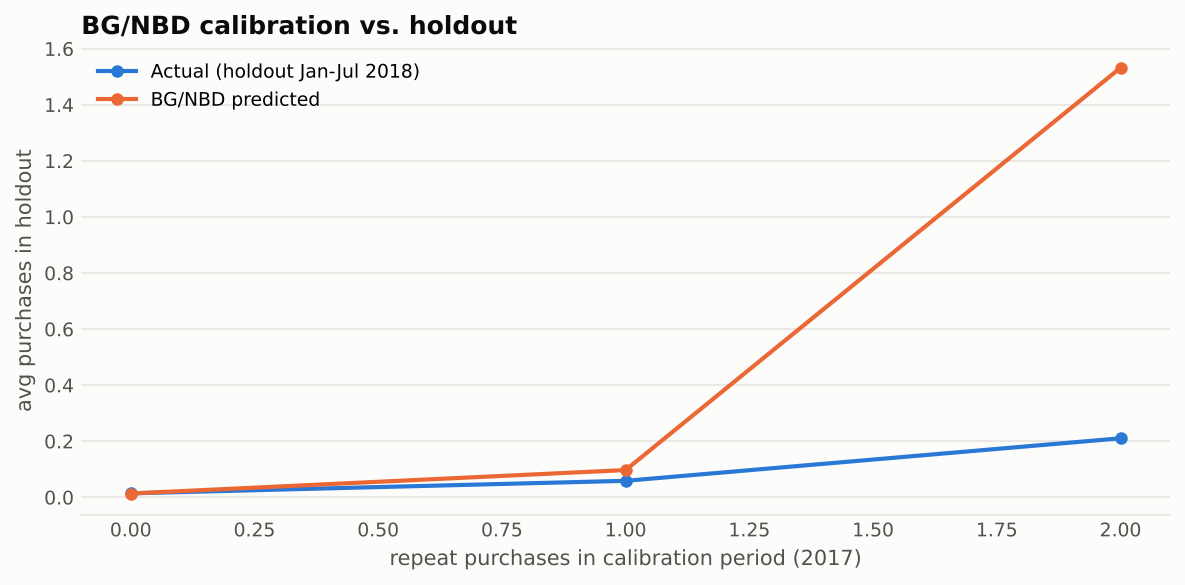 BG/NBD calibration vs. holdout
Actual (holdout Jan-Jul 2018)
BG/NBD predicted
avg purchases in holdout
1.6
1.4
1.2
1.0
0.8
0.6
0.4
0.2
0.0
0.00 0.25 0.50 0.75 1.00 1.25 1.50 1.75 2.00
repeat purchases in calibration period (2017)